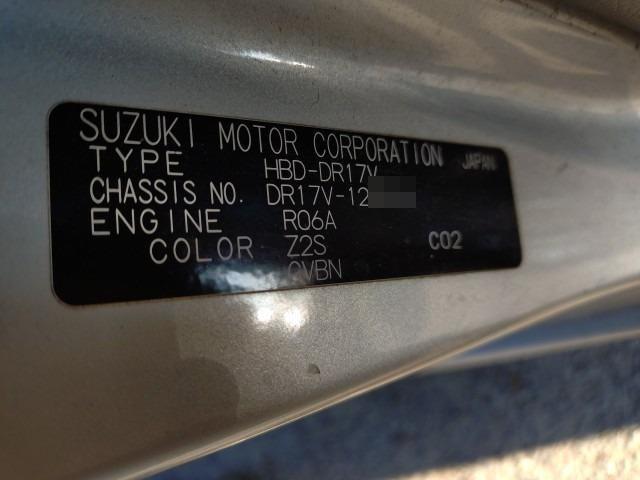 SUZUKI MOTOR CORPORATION JAPAN
TYPE HBD-DR17V
CHASSIS NO. DR17V-12
ENGINE R06A
COLOR Z2S C02
QVBN